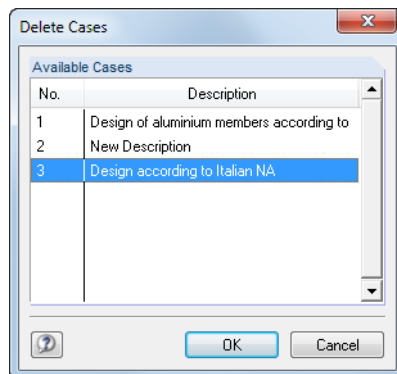 Delete Cases
Available Cases
No. Description
1 Design of aluminium members according to
2 New Description
3 Design according to Italian NA
OK Cancel